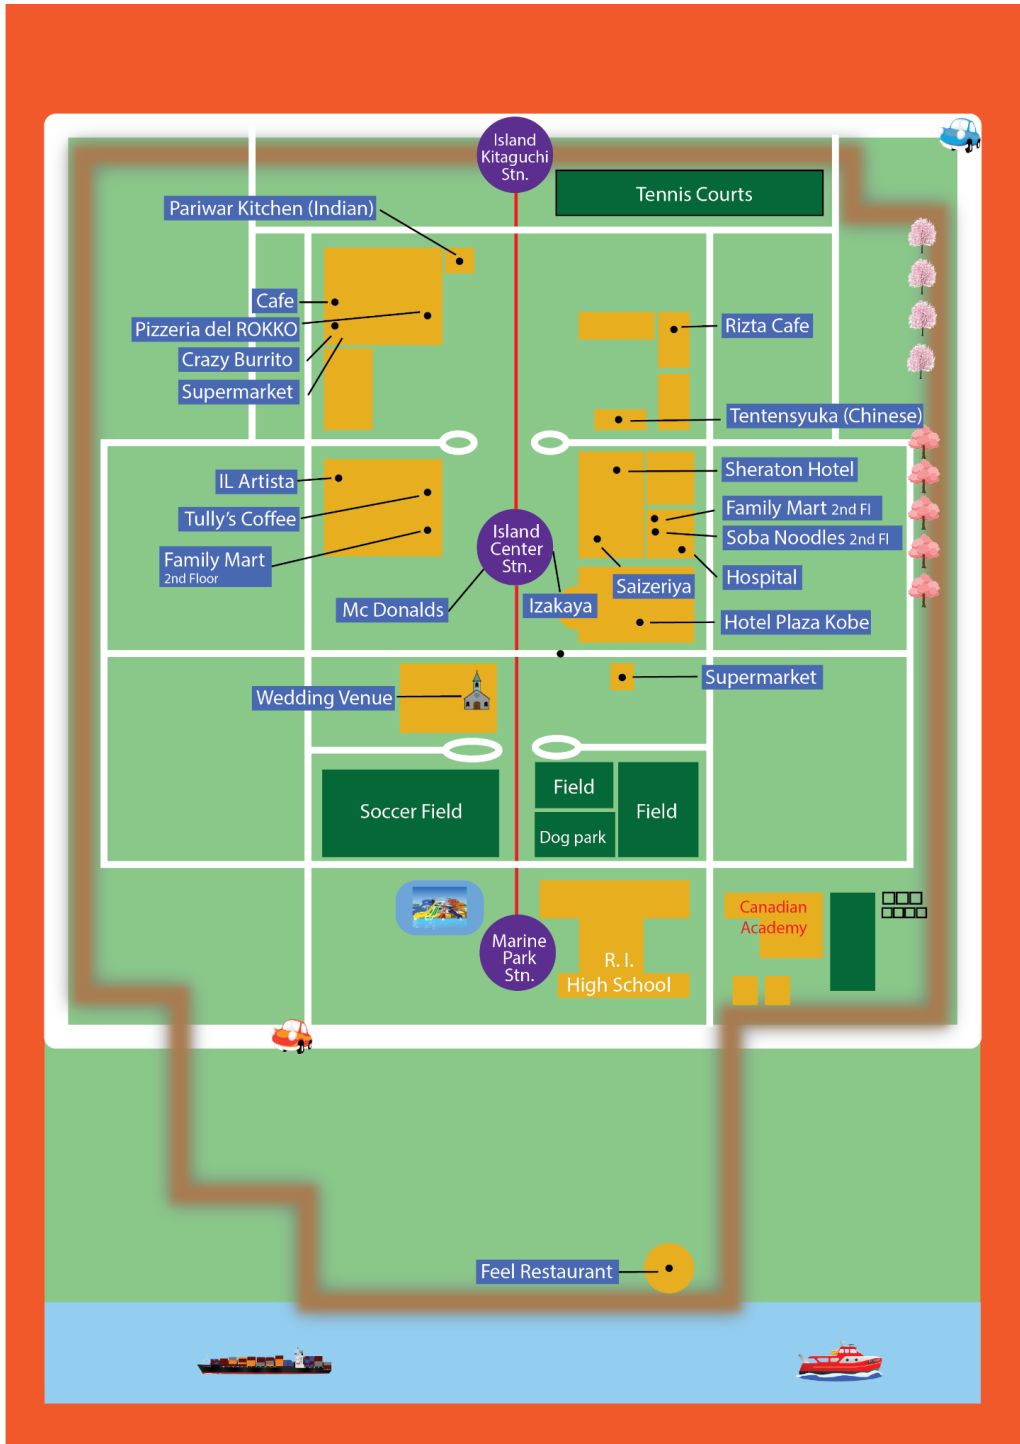 Island
Kitaguchi
Stn.
Tennis Courts
Pariwar Kitchen (Indian)
Cafe
Pizzeria del ROKKO
Crazy Burrito
Supermarket
Rizta Cafe
Tentensyuka (Chinese)
IL Artista
Tully's Coffee
Family Mart
2nd Floor
Sheraton Hotel
Family Mart 2nd Fl
Soba Noodles 2nd Fl
Hospital
Island
Center
Stn.
Saizeriya
Mc Donalds
Izakaya
Hotel Plaza Kobe
Wedding Venue
Supermarket
Soccer Field
Field
Dog park
Field
Marine
Park
Stn.
R. I.
High School
Canadian
Academy
Feel Restaurant